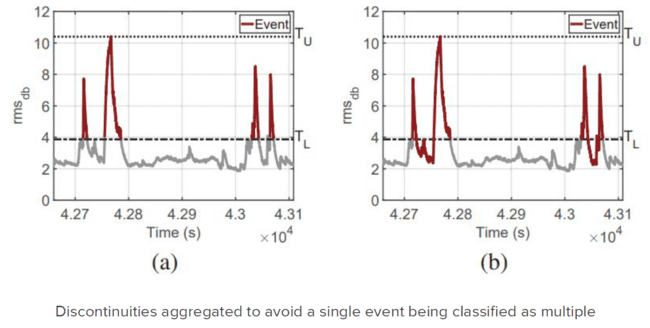 12
Event
T_U
10
8
rms_db
6
T_L
4
2
0
4.27 4.28 4.29 4.3 4.31
Time (s) ×10^4
(a)
12
Event
T_U
10
8
rms_db
6
T_L
4
2
0
4.27 4.28 4.29 4.3 4.31
Time (s) ×10^4
(b)
Discontinuities aggregated to avoid a single event being classified as multiple